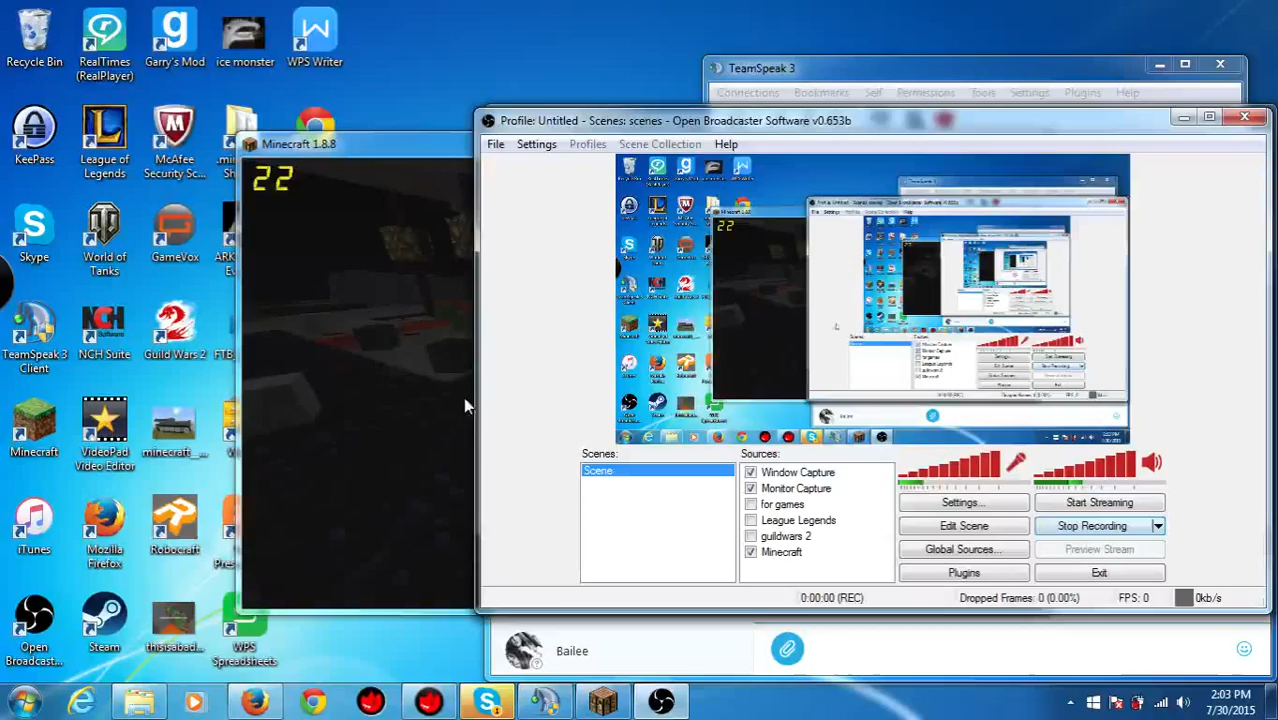 Recycle Bin
RealTimes (RealPlayer)
Garry's Mod
ice monster
WPS Writer
KeePass
League of Legends
McAfee Security Sc...
Skype
World of Tanks
GameVox
TeamSpeak 3 Client
NCH Suite
Guild Wars 2
Minecraft
VideoPad Video Editor
minecraft_...
iTunes
Mozilla Firefox
Robocraft
Open Broadcast...
Steam
thisisabad...
WPS Spreadsheets
Minecraft 1.8.8
22
TeamSpeak 3
Connections Bookmarks Self Permissions Tools Settings Plugins Help
Profile: Untitled - Scenes: scenes - Open Broadcaster Software v0.653b
File Settings Profiles Scene Collection Help
Scenes:
Scene
Sources:
Window Capture
Monitor Capture
for games
League Legends
guildwars 2
Minecraft
Settings...
Start Streaming
Edit Scene
Stop Recording
Global Sources...
Preview Stream
Plugins
Exit
0:00:00 (REC)
Dropped Frames: 0 (0.00%)
FPS: 0
0kb/s
Bailee
2:03 PM
7/30/2015